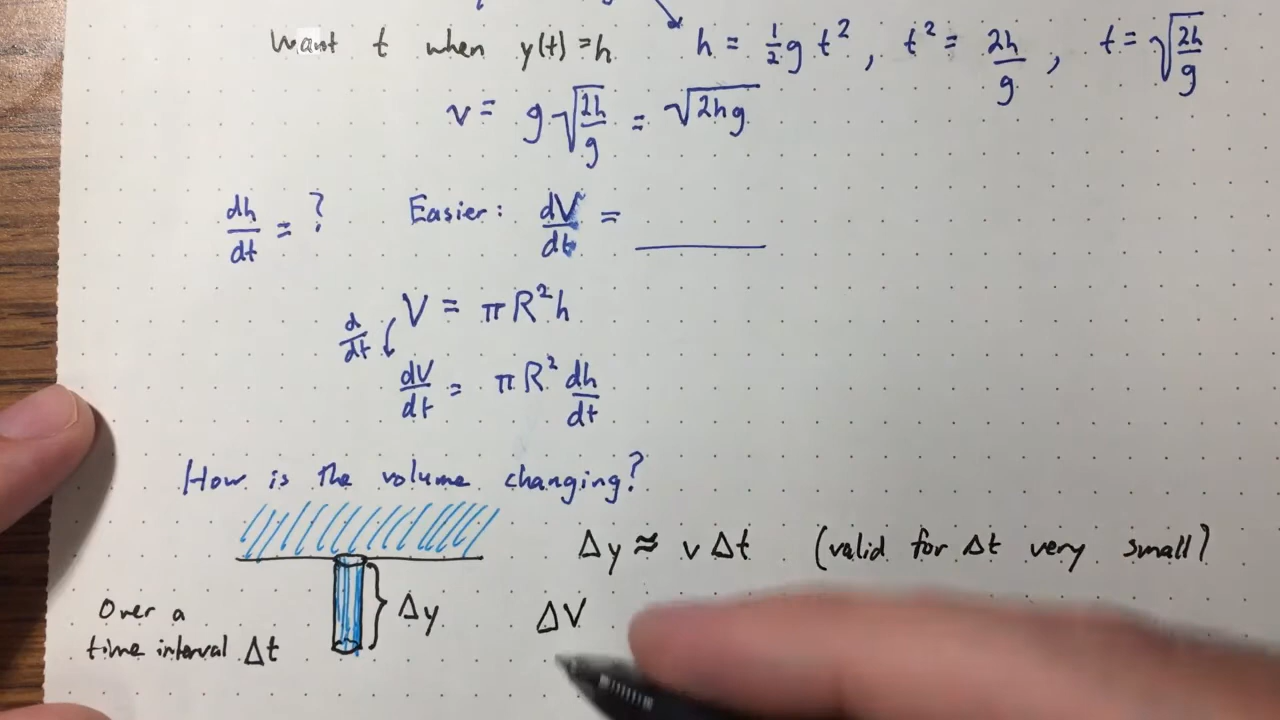 want t when y(t) = h h = 1/2 g t², t² = 2h/g, t = √(2h/g)
v = g√(2h/g) = √(2hg)
dh/dt = ? Easier: dV/dt = ______
V = πR²h
d/dt
dV/dt = πR² dh/dt
How is the volume changing?
Δy ≈ v Δt (valid for Δt very small)
Over a
time interval Δt
} Δy
ΔV